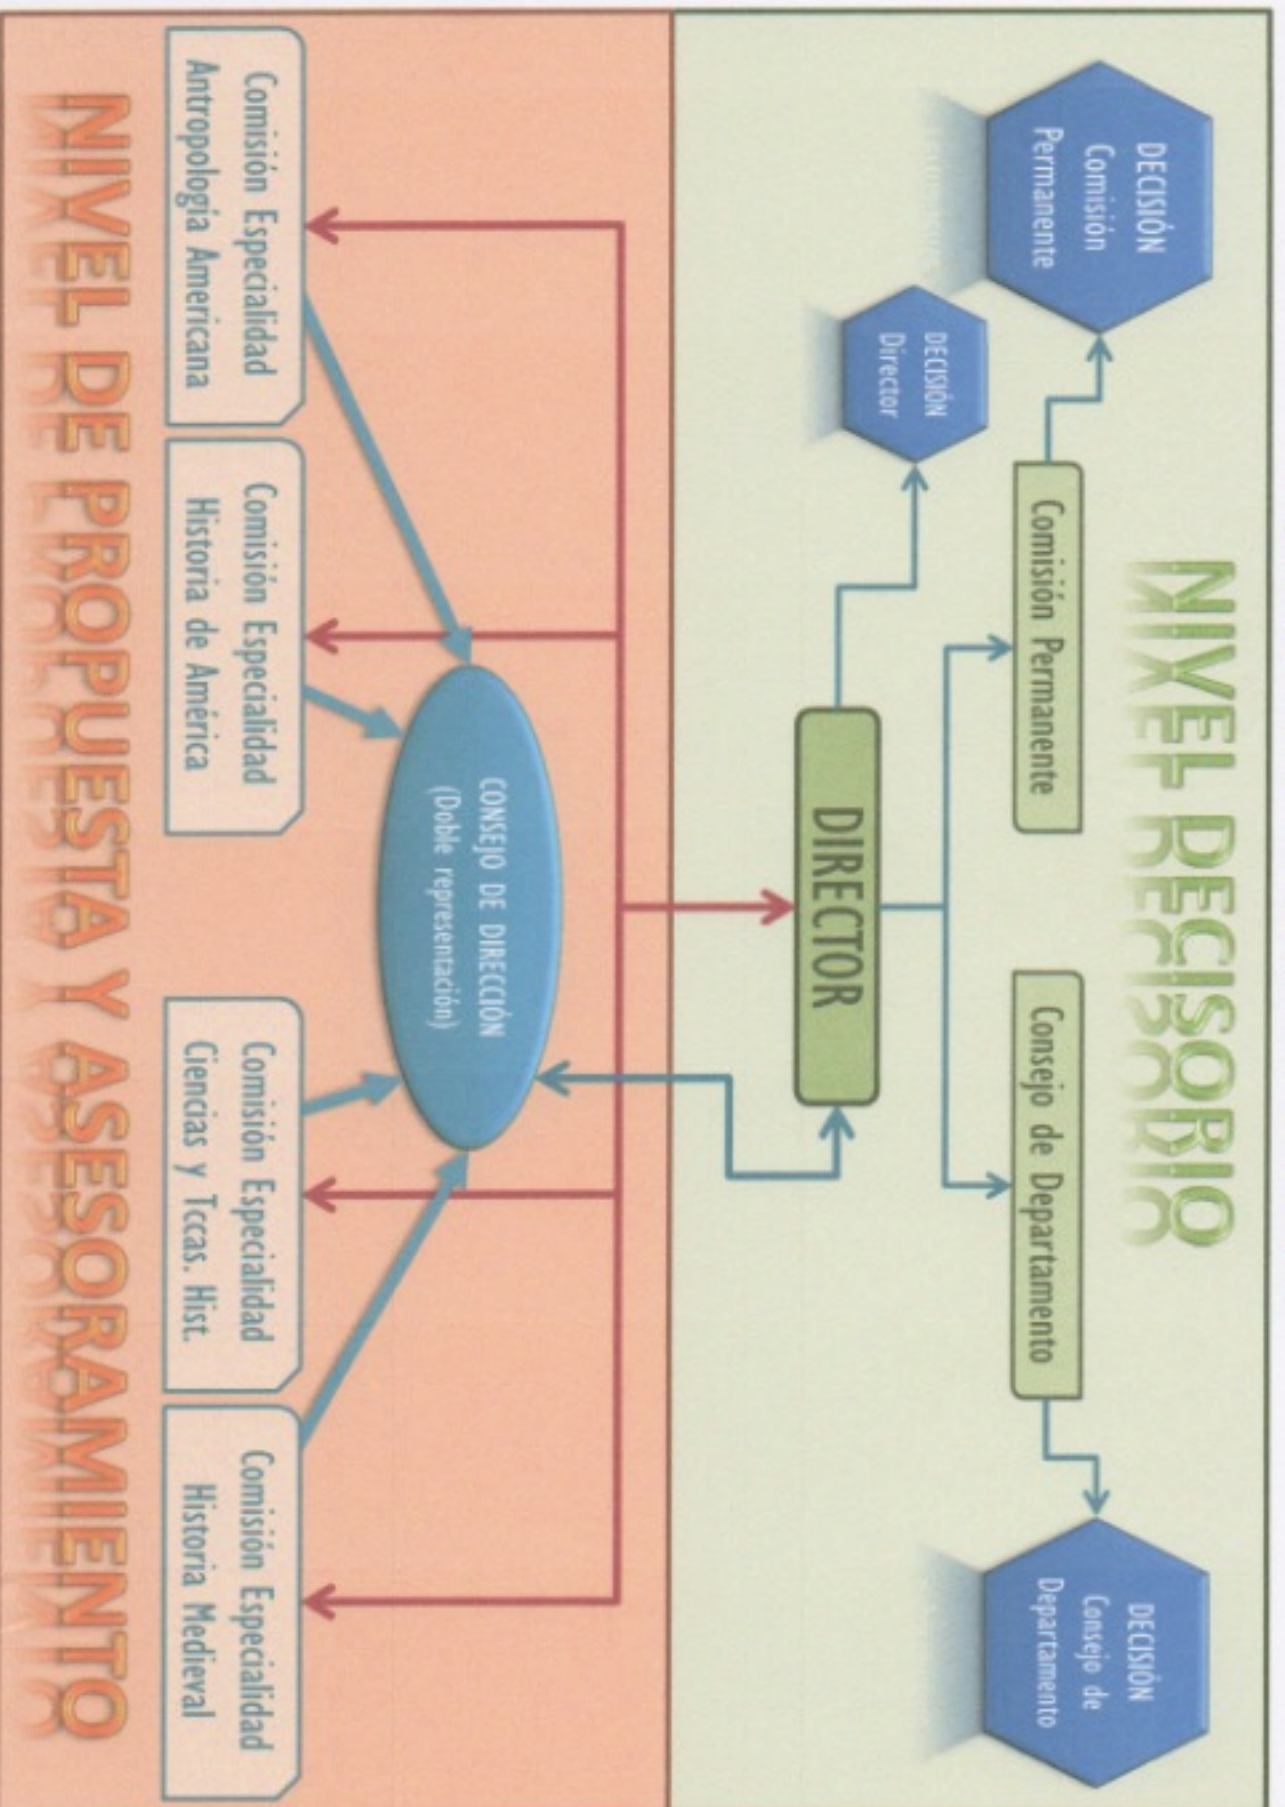 NIVEL DECISORIO
DECISIÓN
Comisión
Permanente
Comisión Permanente
Consejo de Departamento
DECISIÓN
Consejo de
Departamento
DECISIÓN
Director
DIRECTOR
CONSEJO DE DIRECCIÓN
(Doble representación)
Comisión Especialidad
Antropología Americana
Comisión Especialidad
Historia de América
Comisión Especialidad
Ciencias y Tccas. Hist.
Comisión Especialidad
Historia Medieval
NIVEL DE PROPUESTA Y ASESORAMIENTO